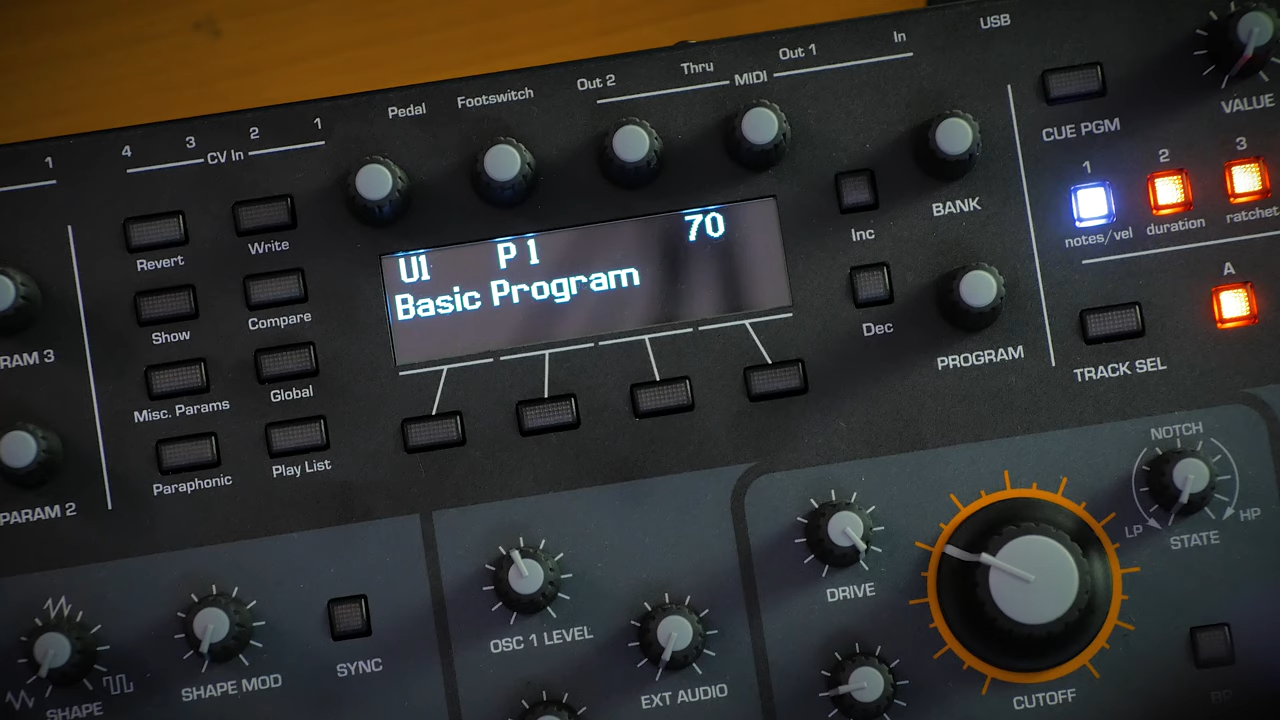 USB
In
Out 1
MIDI
Thru
Out 2
Footswitch
Pedal
1
2
3
4
CV In
1
CUE PGM
VALUE
1
2
3
notes/vel
duration
ratchet
BANK
Inc
Write
Revert
U1 P 1 70
Basic Program
A
Compare
Show
Dec
PROGRAM
TRACK SEL
RAM 3
Global
Misc. Params
Play List
Paraphonic
PARAM 2
NOTCH
LP
HP
STATE
DRIVE
OSC 1 LEVEL
SYNC
SHAPE MOD
SHAPE
EXT AUDIO
CUTOFF
BP